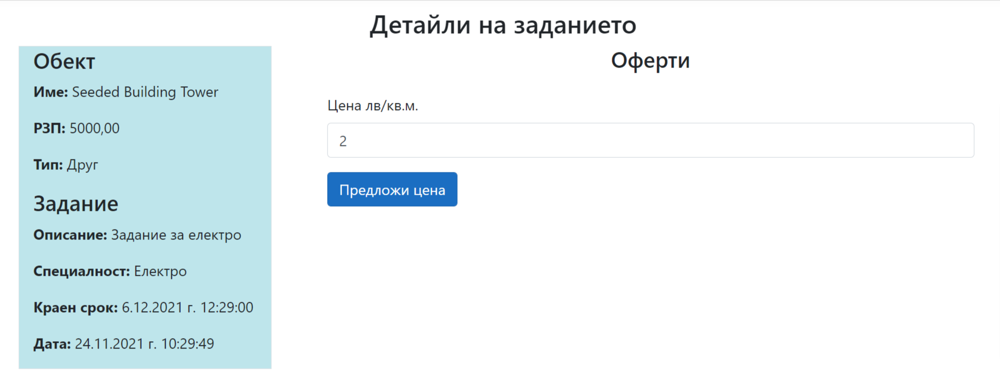 Детайли на заданието
Обект
Име: Seeded Building Tower
РЗП: 5000,00
Тип: Друг
Задание
Описание: Задание за електро
Специалност: Електро
Краен срок: 6.12.2021 г. 12:29:00
Дата: 24.11.2021 г. 10:29:49
Оферти
Цена лв/кв.м.
2
Предложи цена